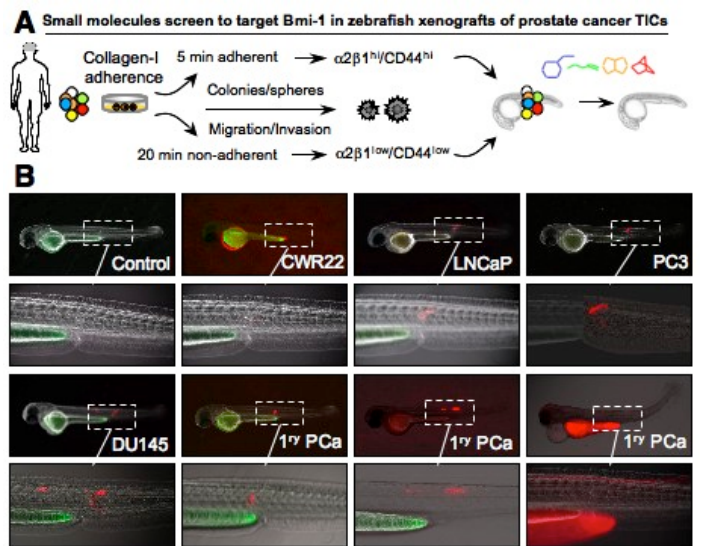 A Small molecules screen to target Bmi-1 in zebrafish xenografts of prostate cancer TICs
Collagen-I
adherence
5 min adherent
α2β1hi/CD44hi
Colonies/spheres
Migration/Invasion
20 min non-adherent
α2β1low/CD44low
B
Control
CWR22
LNCaP
PC3
DU145
1ry PCa
1ry PCa
1ry PCa